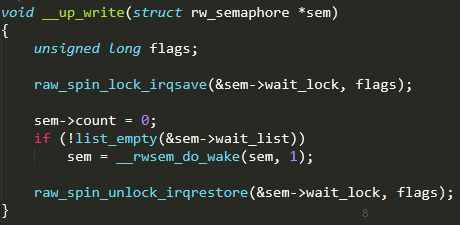 void __up_write(struct rw_semaphore *sem)
{
    unsigned long flags;

    raw_spin_lock_irqsave(&sem->wait_lock, flags);

    sem->count = 0;
    if (!list_empty(&sem->wait_list))
        sem = __rwsem_do_wake(sem, 1);

    raw_spin_unlock_irqrestore(&sem->wait_lock, flags);
}
8